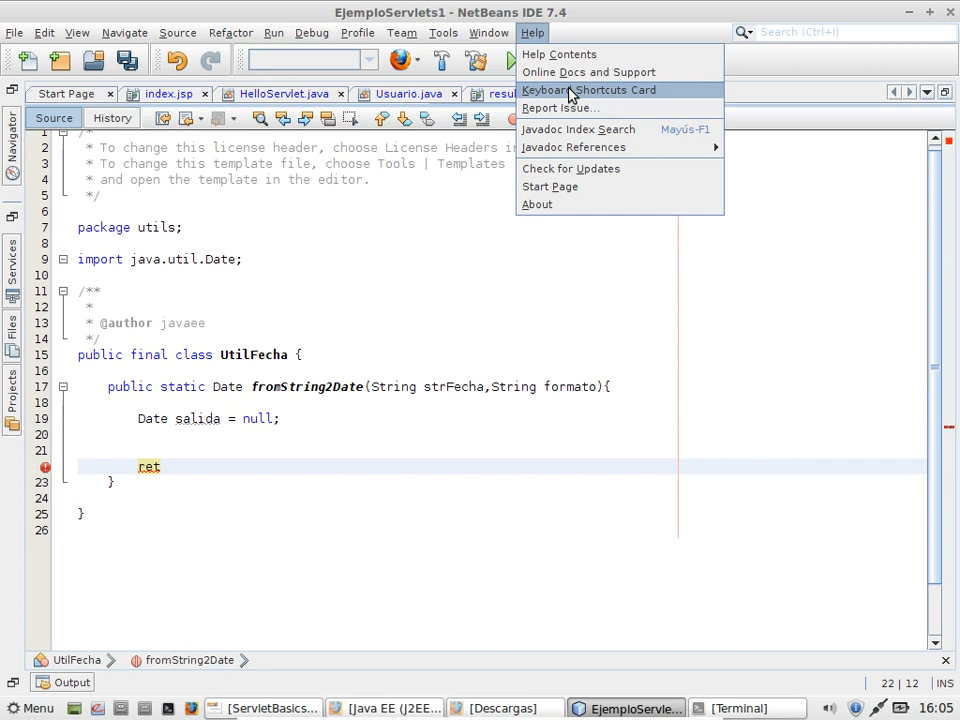 EjemploServlets1 - NetBeans IDE 7.4
File Edit View Navigate Source Refactor Run Debug Profile Team Tools Window Help
Search (Ctrl+I)
Help Contents
Online Docs and Support
Keyboard Shortcuts Card
Report Issue...
Javadoc Index Search Mayús-F1
Javadoc References
Check for Updates
Start Page
About
Start Page index.jsp HelloServlet.java Usuario.java resul
Source History
Navigator
Services
Files
Projects
1 /*
2 * To change this license header, choose License Headers in
3 * To change this template file, choose Tools | Templates
4 * and open the template in the editor.
5 */
6
7 package utils;
8
9 import java.util.Date;
10
11 /**
12 *
13 * @author javaee
14 */
15 public final class UtilFecha {
16
17 public static Date fromString2Date(String strFecha,String formato){
18
19 Date salida = null;
20
21
ret
23 }
24
25 }
26
UtilFecha fromString2Date
Output
22 | 12 INS
Menu [ServletBasics... [Java EE (J2EE... [Descargas] EjemploServle... [Terminal] 16:05